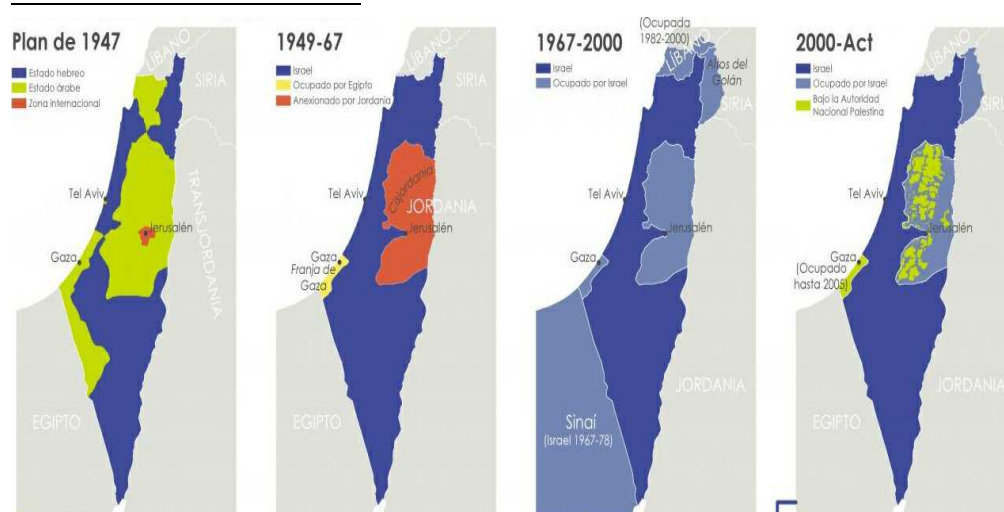 Plan de 1947
Estado hebreo
Estado árabe
Zona internacional
LÍBANO
SIRIA
TRANSJORDANIA
Tel Aviv
Jerusalén
Gaza
EGIPTO
1949-67
Israel
Ocupado por Egipto
Anexionado por Jordania
LÍBANO
SIRIA
Cisjordania
Tel Aviv
JORDANIA
Jerusalén
Gaza
Franja de
Gaza
EGIPTO
1967-2000
Israel
Ocupado por Israel
(Ocupada
1982-2000)
LÍBANO
Altos del
Golán
SIRIA
Tel Aviv
Jerusalén
Gaza
JORDANIA
Sinaí
(Israel 1967-78)
2000-Act
Israel
Ocupado por Israel
Bajo la Autoridad
Nacional Palestina
LÍBANO
SIRIA
Tel Aviv
Jerusalén
Gaza
(Ocupado
hasta 2005)
JORDANIA
EGIPTO